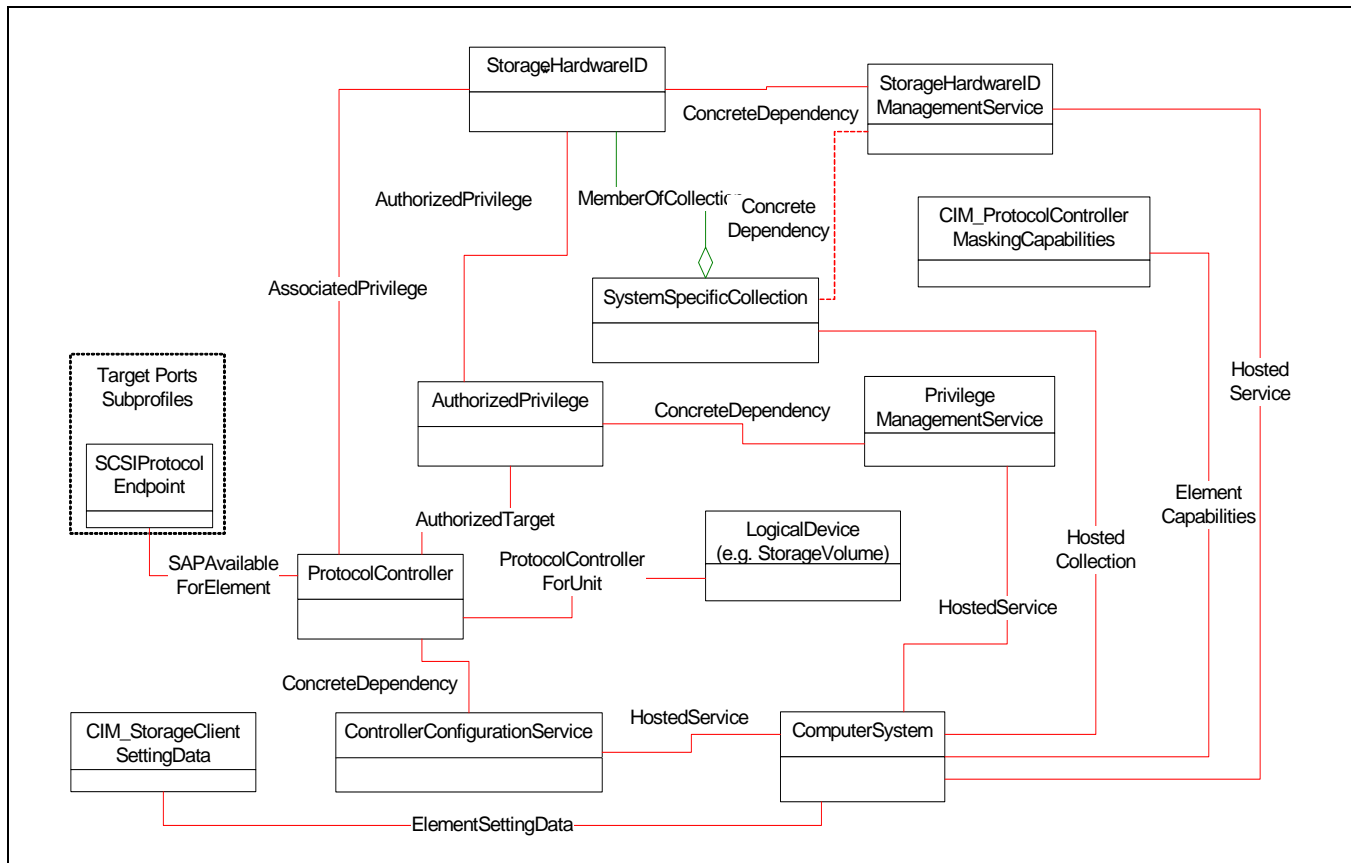 StorageHardwareID
StorageHardwareID
ManagementService
ConcreteDependency
AuthorizedPrivilege
MemberOfCollection
Concrete
Dependency
CIM_ProtocolController
MaskingCapabilities
AssociatedPrivilege
SystemSpecificCollection
Target Ports
Subprofiles
Hosted
Service
AuthorizedPrivilege
ConcreteDependency
Privilege
ManagementService
SCSIProtocol
Endpoint
Element
Capabilities
AuthorizedTarget
LogicalDevice
(e.g. StorageVolume)
Hosted
Collection
SAPAvailable
ForElement
ProtocolController
ProtocolController
ForUnit
HostedService
ConcreteDependency
CIM_StorageClient
SettingData
ControllerConfigurationService
HostedService
ComputerSystem
ElementSettingData